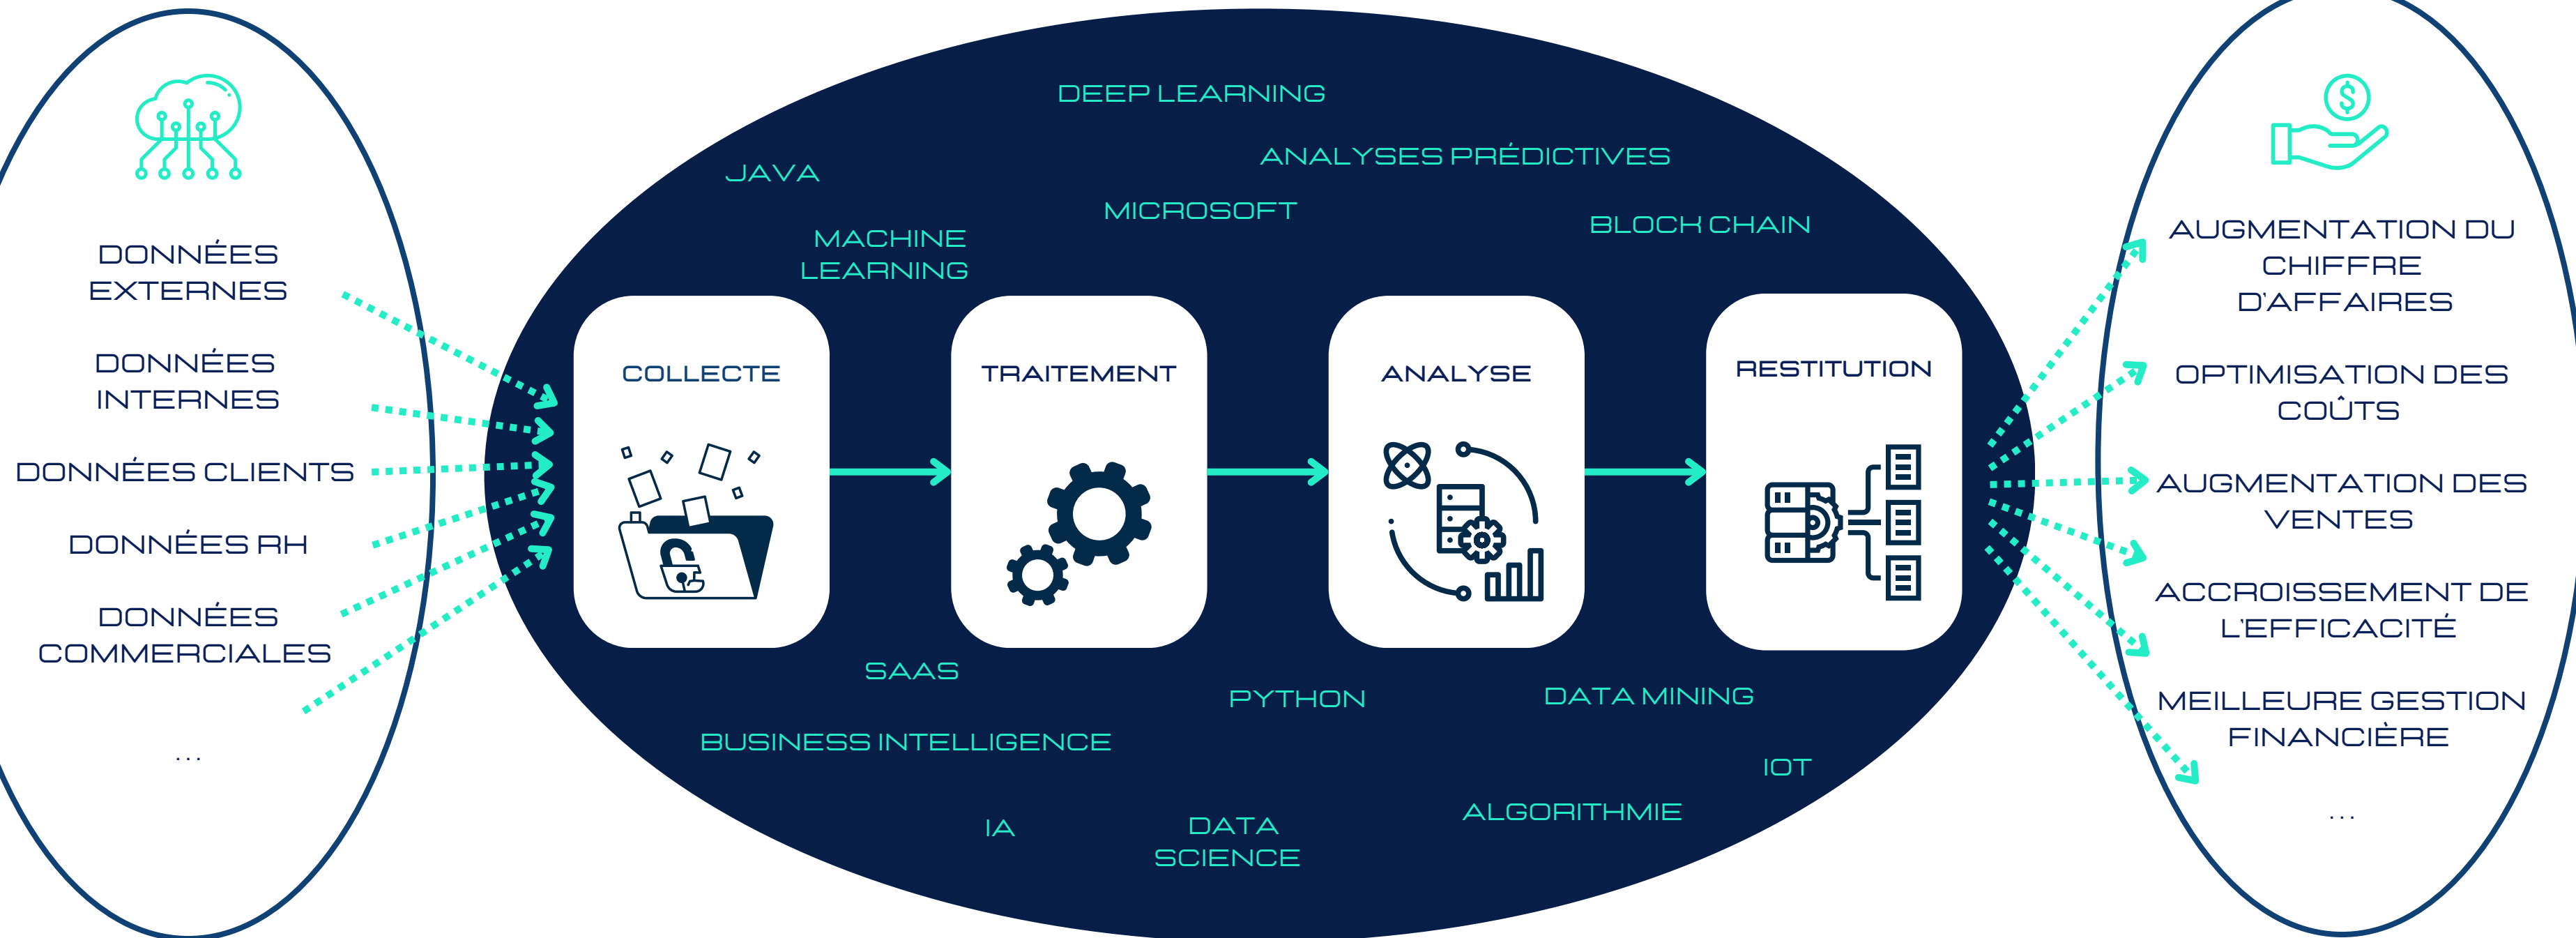 DONNÉES
EXTERNES
DONNÉES
INTERNES
DONNÉES CLIENTS
DONNÉES RH
DONNÉES
COMMERCIALES
...
DEEP LEARNING
ANALYSES PRÉDICTIVES
JAVA
MICROSOFT
BLOCK CHAIN
MACHINE
LEARNING
COLLECTE
TRAITEMENT
ANALYSE
RESTITUTION
SAAS
PYTHON
DATA MINING
BUSINESS INTELLIGENCE
IOT
ALGORITHMIE
IA
DATA
SCIENCE
$
AUGMENTATION DU
CHIFFRE
D'AFFAIRES
OPTIMISATION DES
COÛTS
AUGMENTATION DES
VENTES
ACCROISSEMENT DE
L'EFFICACITÉ
MEILLEURE GESTION
FINANCIÈRE
...